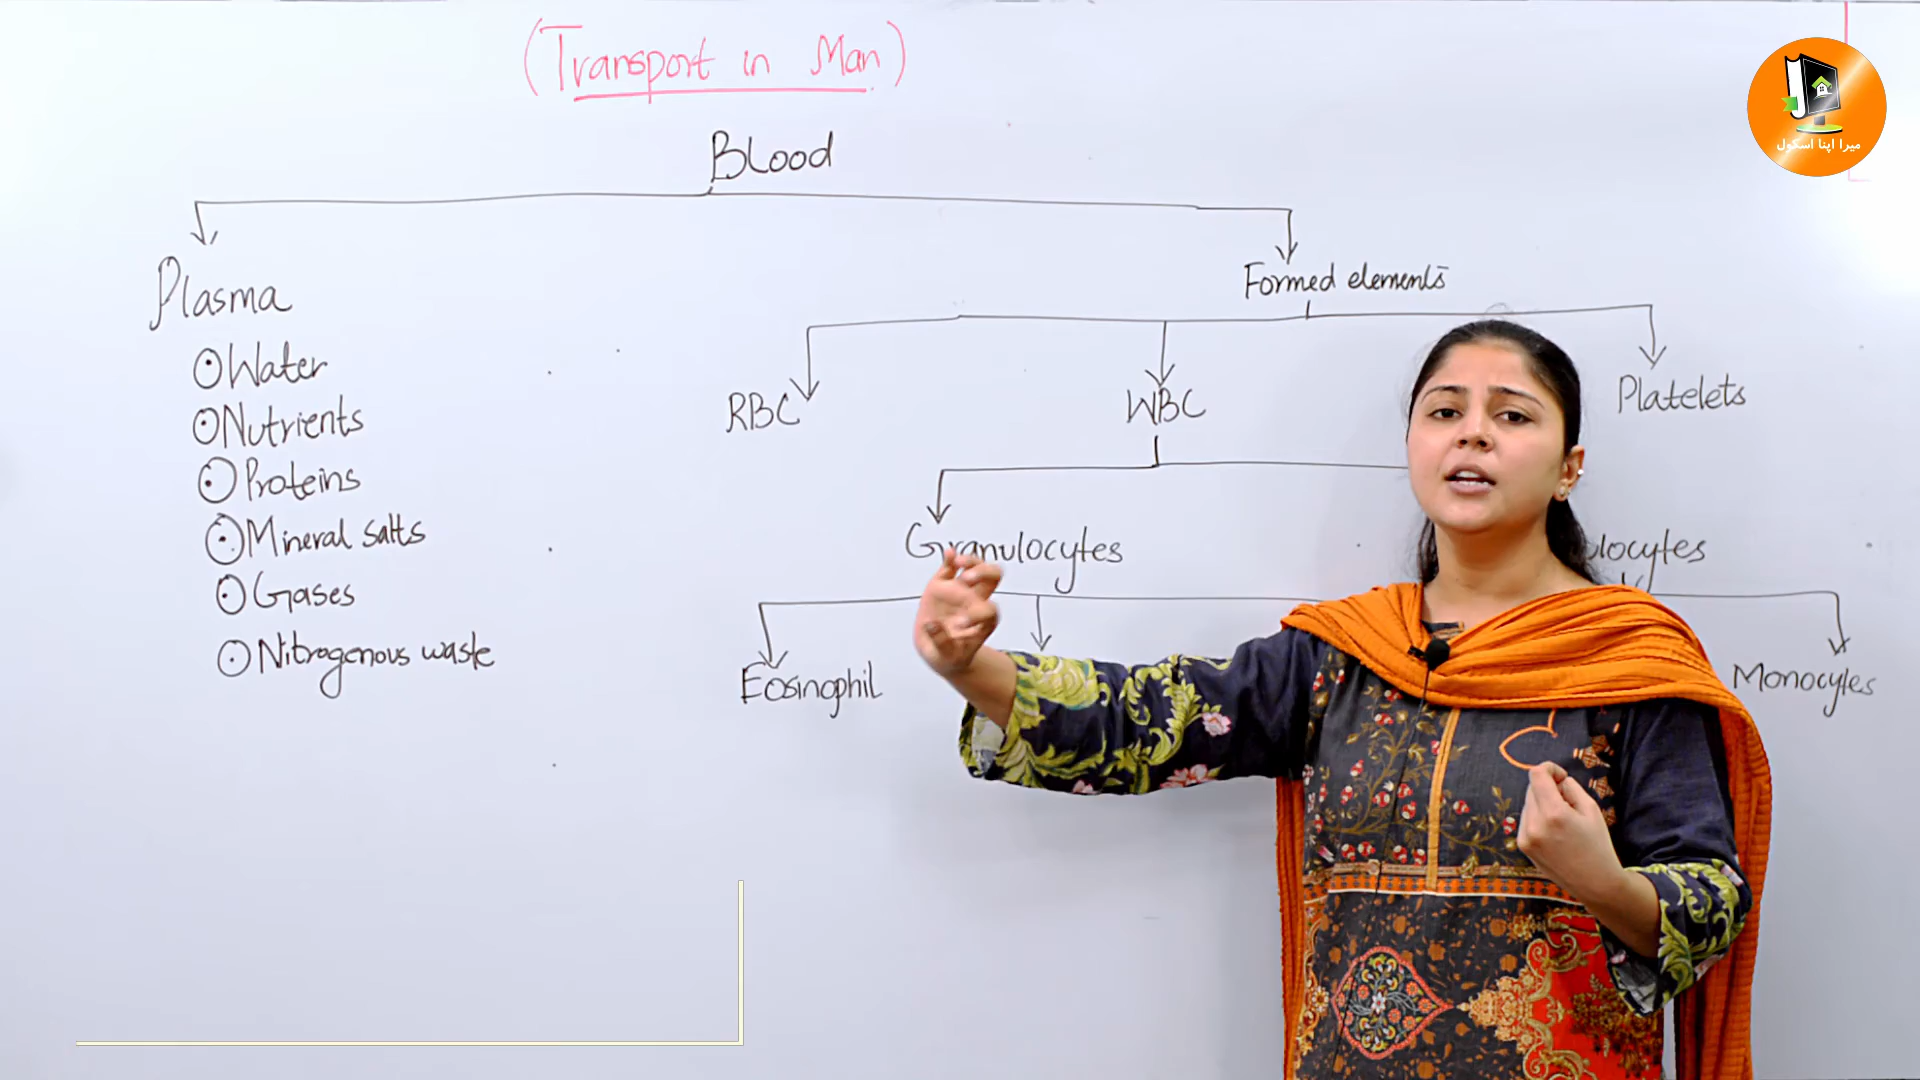 (Transport in Man)
میرا اپنا اسکول
Blood
Plasma
Formed elements
Water
Nutrients
Proteins
Mineral salts
Gases
Nitrogenous waste
RBC
WBC
Platelets
Granulocytes
ulocytes
Eosinophil
Monocytes